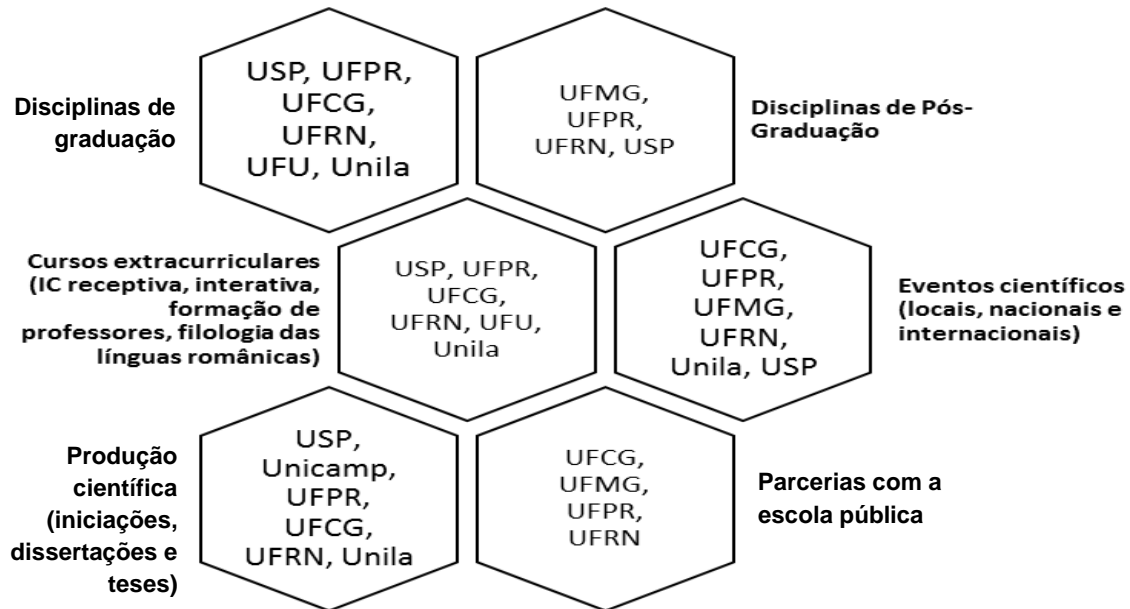 Disciplinas de
graduação
USP, UFPR,
UFCG,
UFRN,
UFU, Unila
UFMG,
UFPR,
UFRN, USP
Disciplinas de Pós-
Graduação
Cursos extracurriculares
(IC receptiva, interativa,
formação de
professores, filologia das
línguas românicas)
USP, UFPR,
UFCG,
UFRN, UFU,
Unila
UFCG,
UFPR,
UFMG,
UFRN,
Unila, USP
Eventos científicos
(locais, nacionais e
internacionais)
Produção
científica
(iniciações,
dissertações e
teses)
USP,
Unicamp,
UFPR,
UFCG,
UFRN, Unila
UFCG,
UFMG,
UFPR,
UFRN
Parcerias com a
escola pública